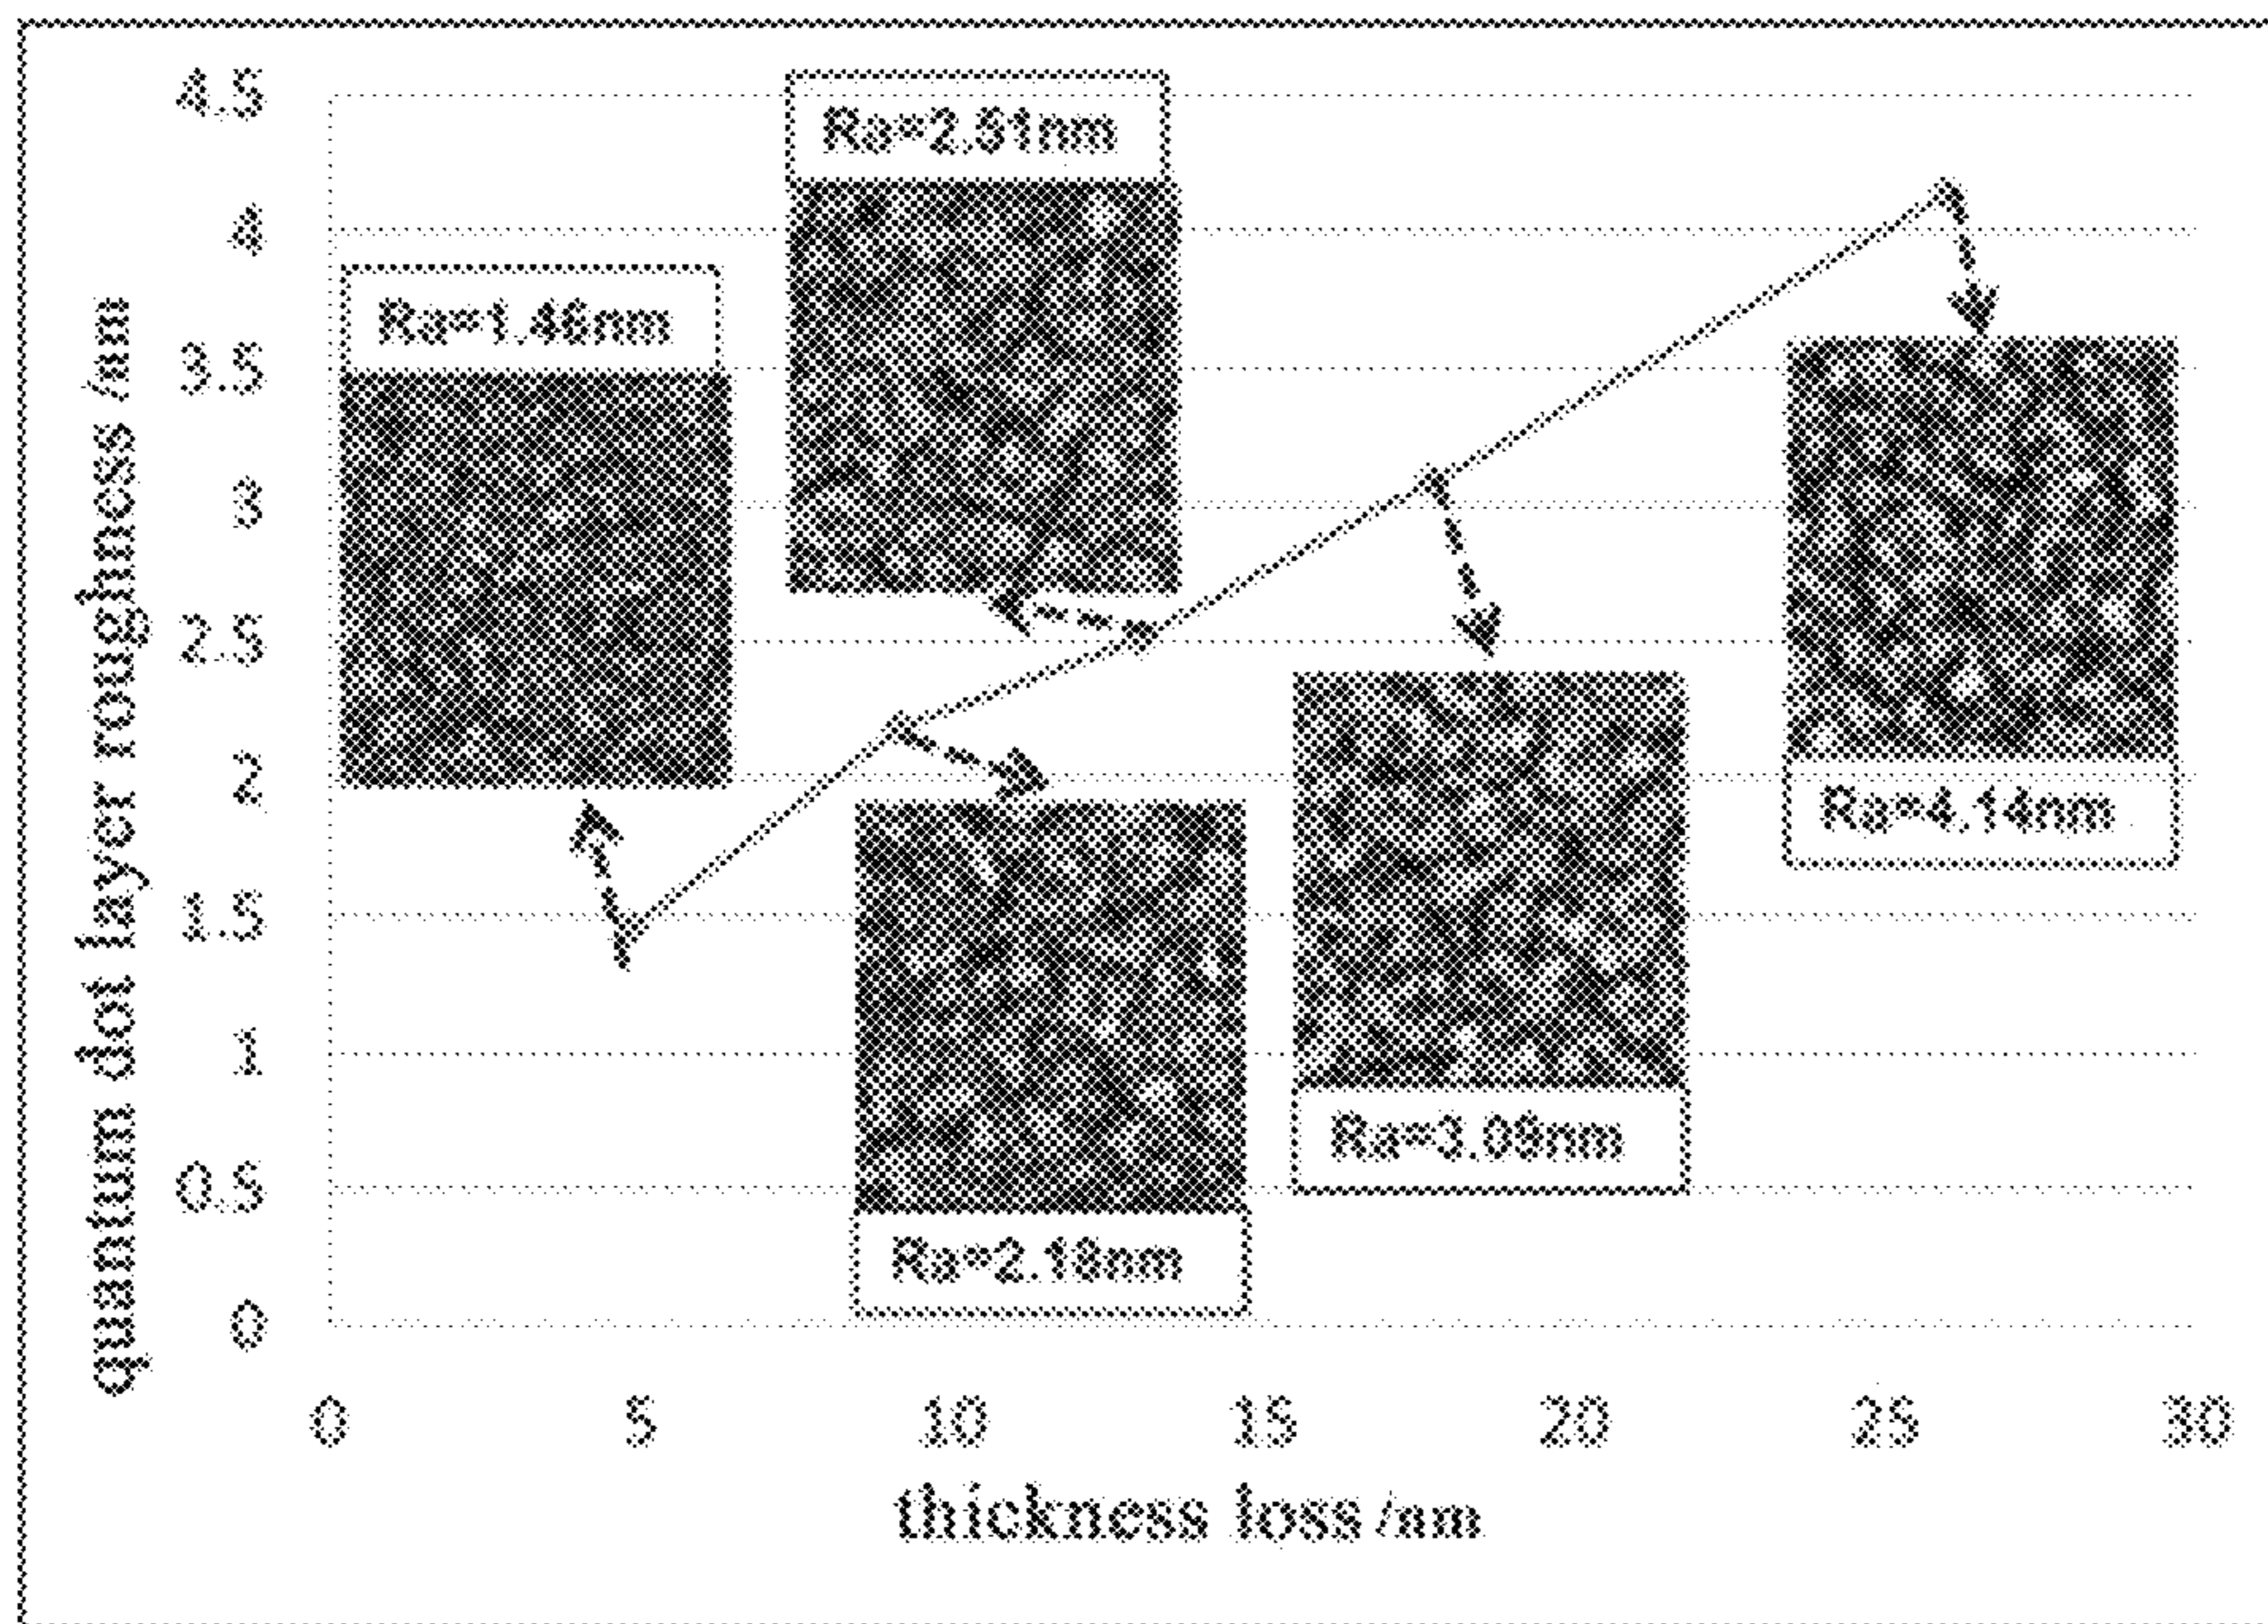 quantum dot layer roughness /nm
4.5
4
3.5
3
2.5
2
1.5
1
0.5
0
Ra=1.46nm
Ra=2.51nm
Ra=2.18nm
Ra=3.09nm
Ra=4.14nm
0 5 10 15 20 25 30
thickness loss /nm